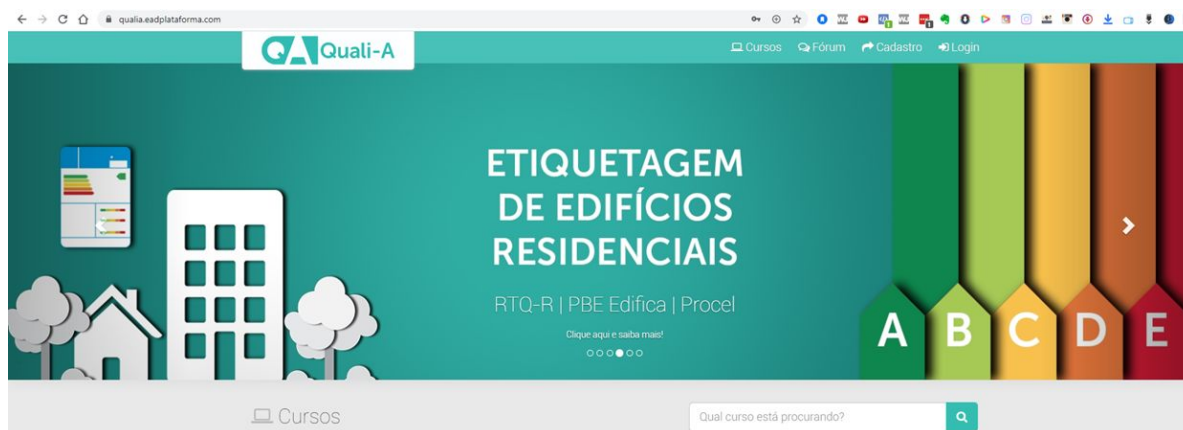 qualia.eadplataforma.com
QA Quali-A
Cursos Fórum Cadastro Login
ETIQUETAGEM
DE EDIFÍCIOS
RESIDENCIAIS
RTQ-R | PBE Edifica | Procel
Clique aqui e saiba mais!
A B C D E
Cursos
Qual curso está procurando?